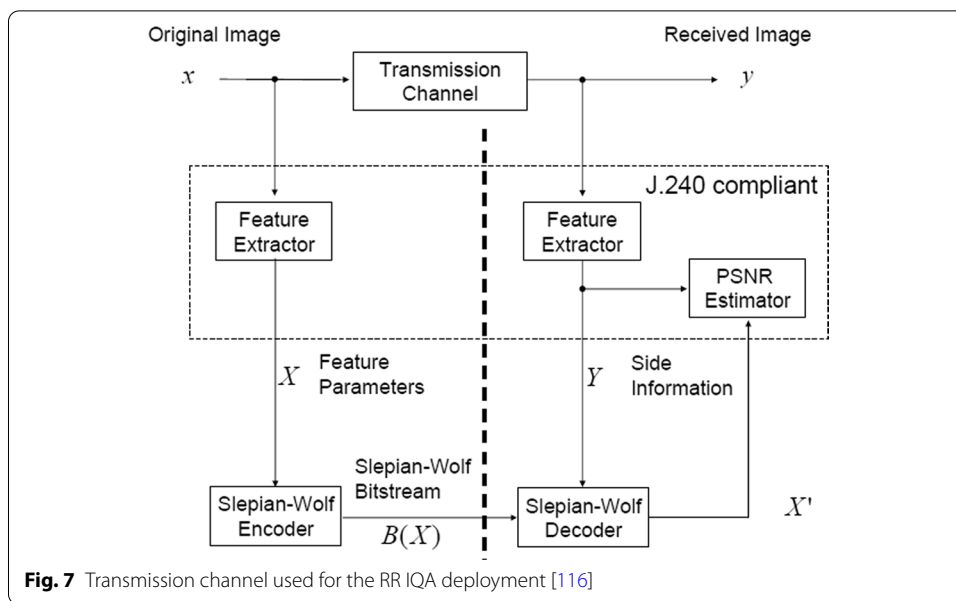 Original Image
Received Image
x
Transmission
Channel
y
J.240 compliant
Feature
Extractor
Feature
Extractor
PSNR
Estimator
X
Feature
Parameters
Y
Side
Information
Slepian-Wolf
Bitstream
Slepian-Wolf
Encoder
B(X)
Slepian-Wolf
Decoder
X'
Fig. 7 Transmission channel used for the RR IQA deployment [116]